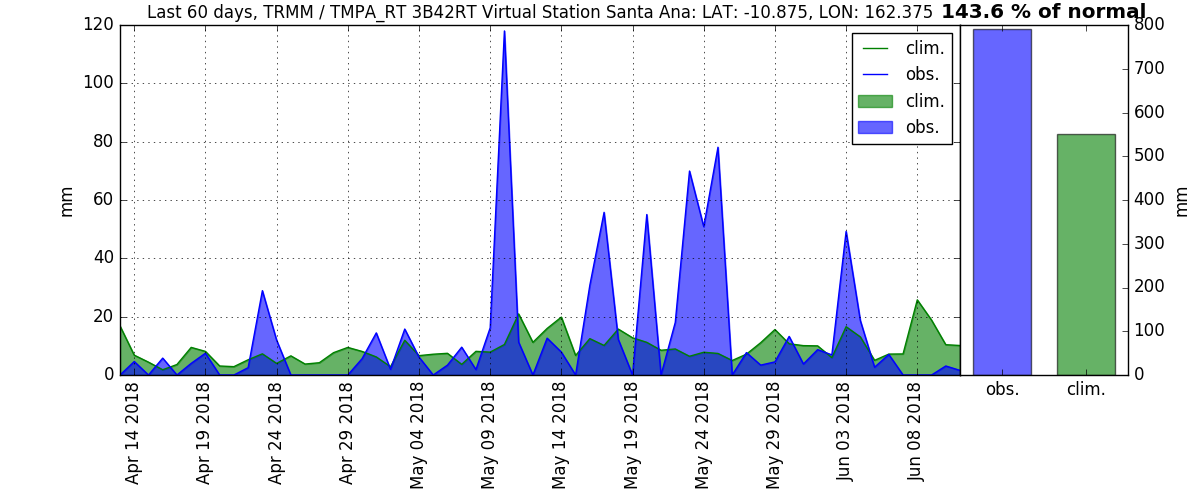 Last 60 days, TRMM / TMPA_RT 3B42RT Virtual Station Santa Ana: LAT: -10.875, LON: 162.375 143.6 % of normal
120
100
80
60
40
20
0
mm
clim.
obs.
clim.
obs.
800
700
600
500
400
300
200
100
0
mm
obs. clim.
Apr 14 2018
Apr 19 2018
Apr 24 2018
Apr 29 2018
May 04 2018
May 09 2018
May 14 2018
May 19 2018
May 24 2018
May 29 2018
Jun 03 2018
Jun 08 2018